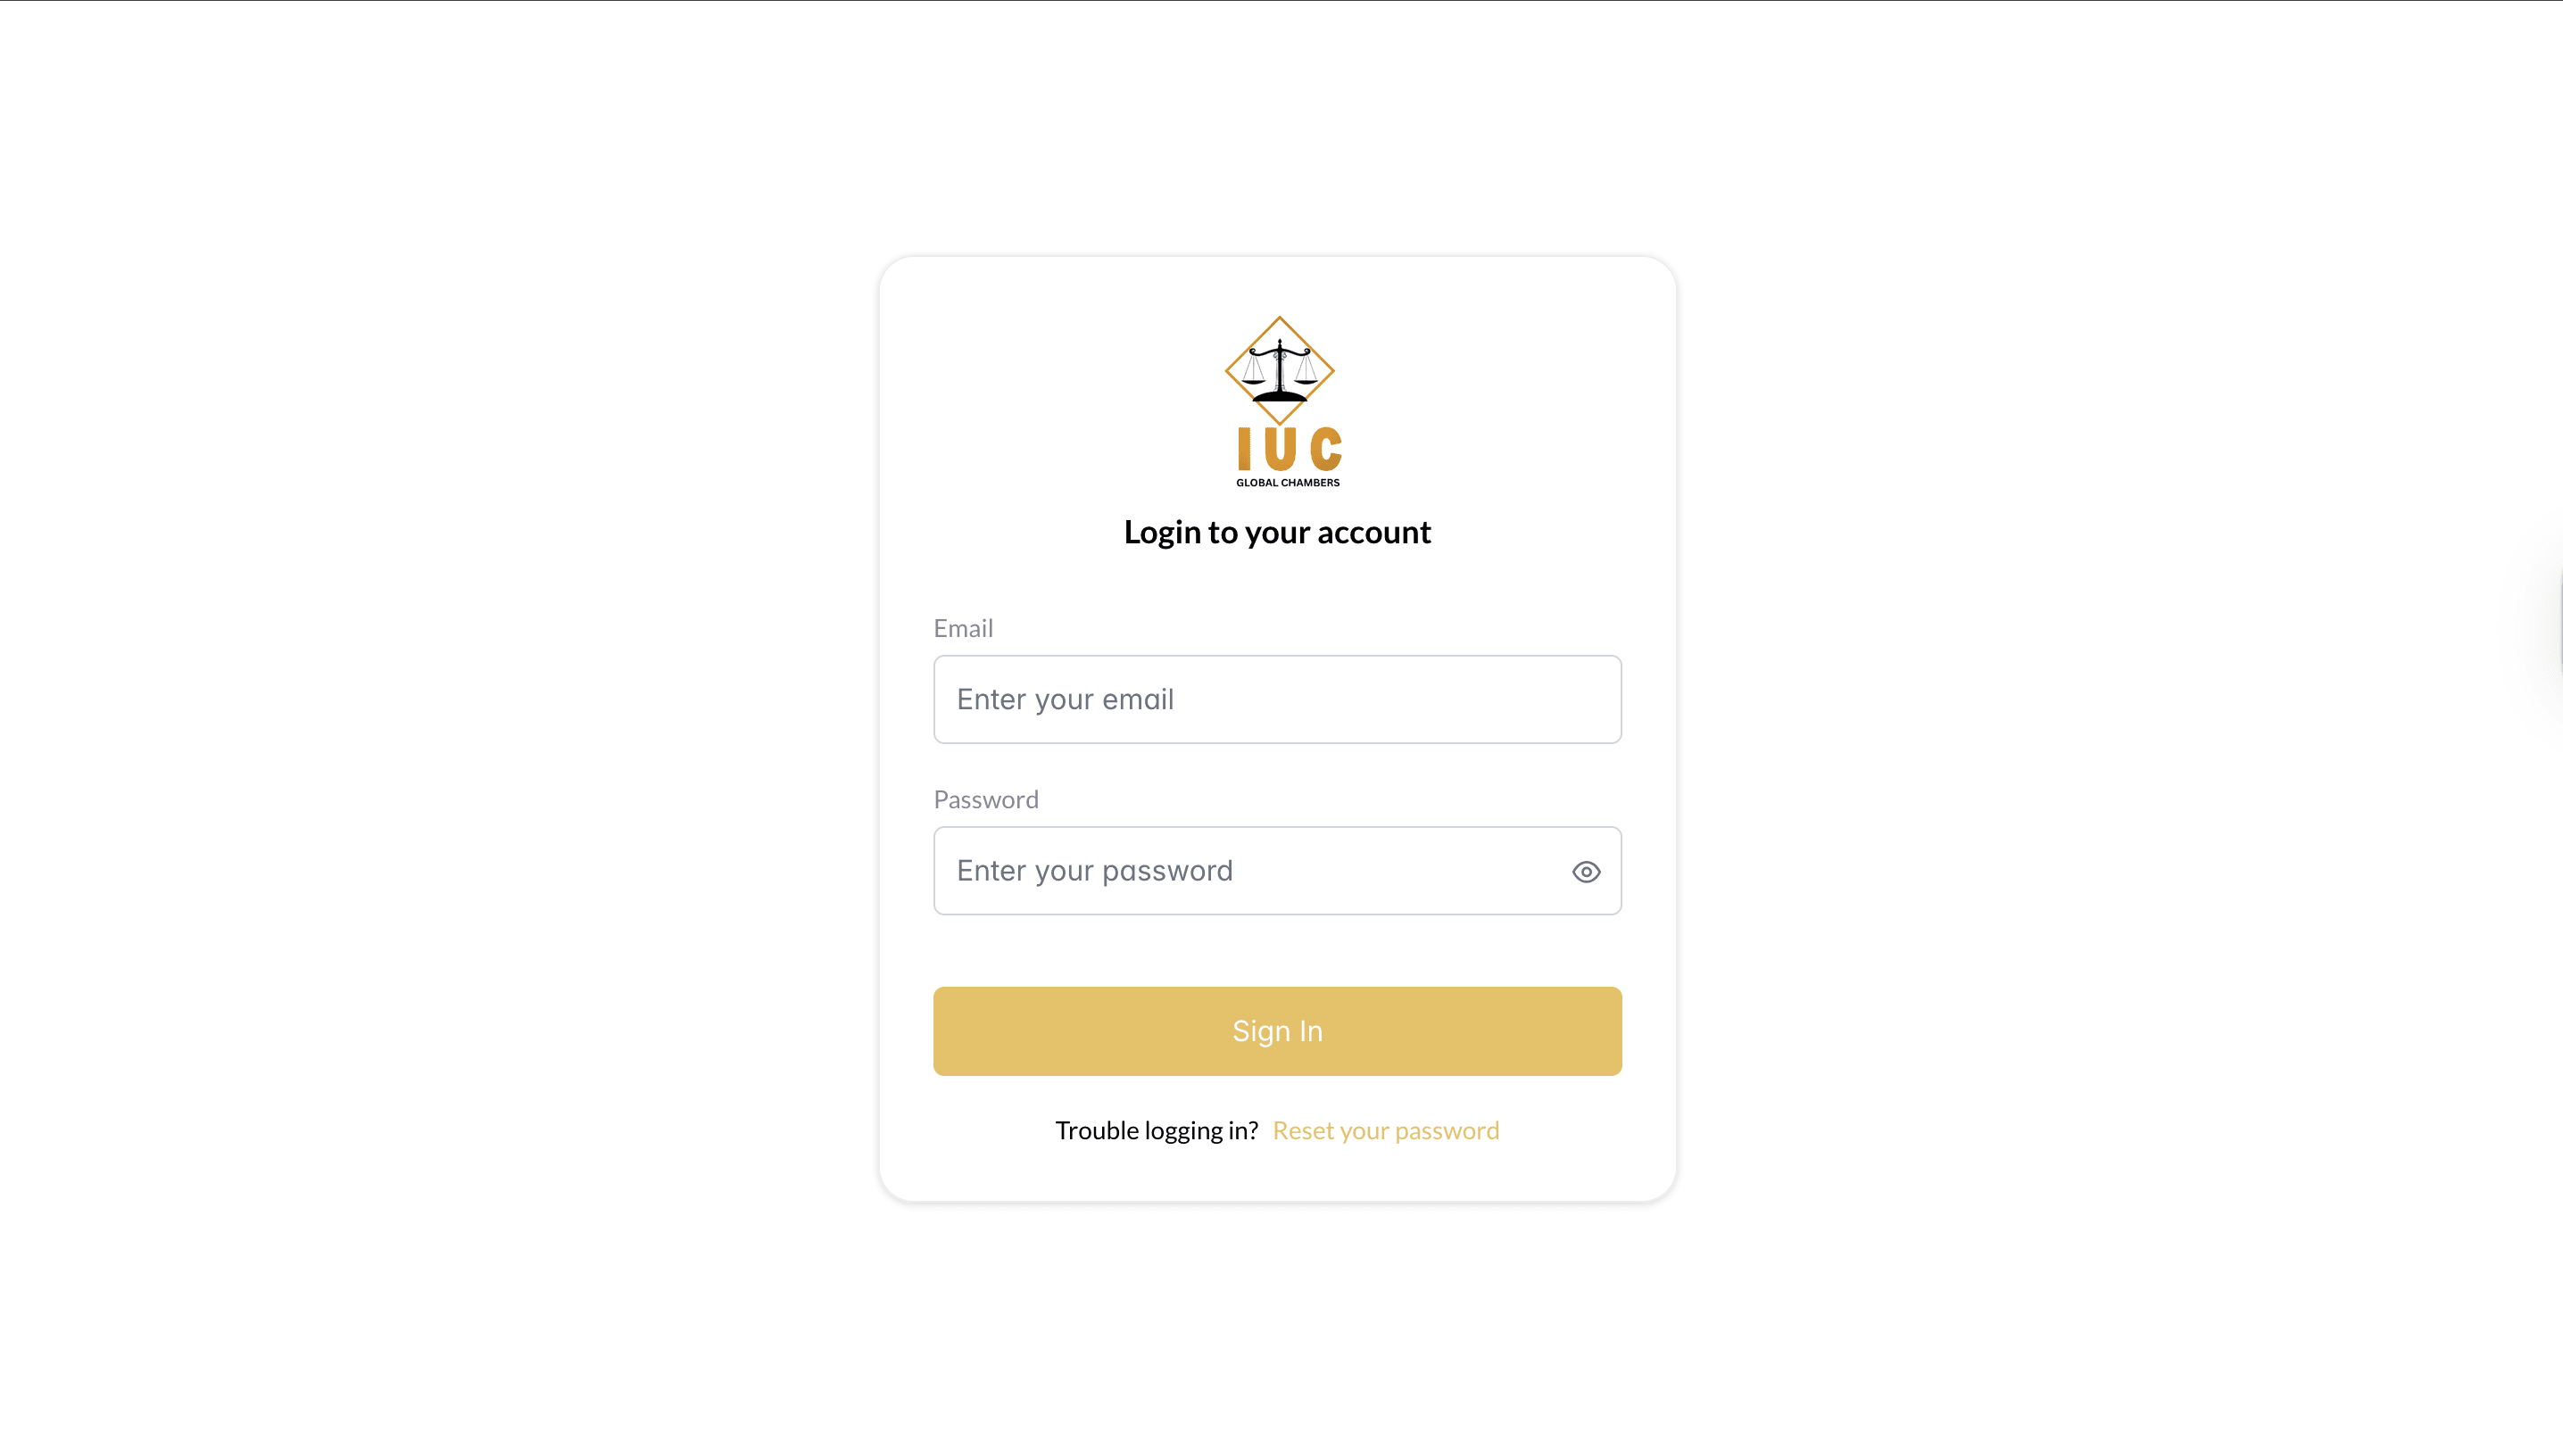 IUC
GLOBAL CHAMBERS
Login to your account
Email
Enter your email
Password
Enter your password
Sign In
Trouble logging in? Reset your password